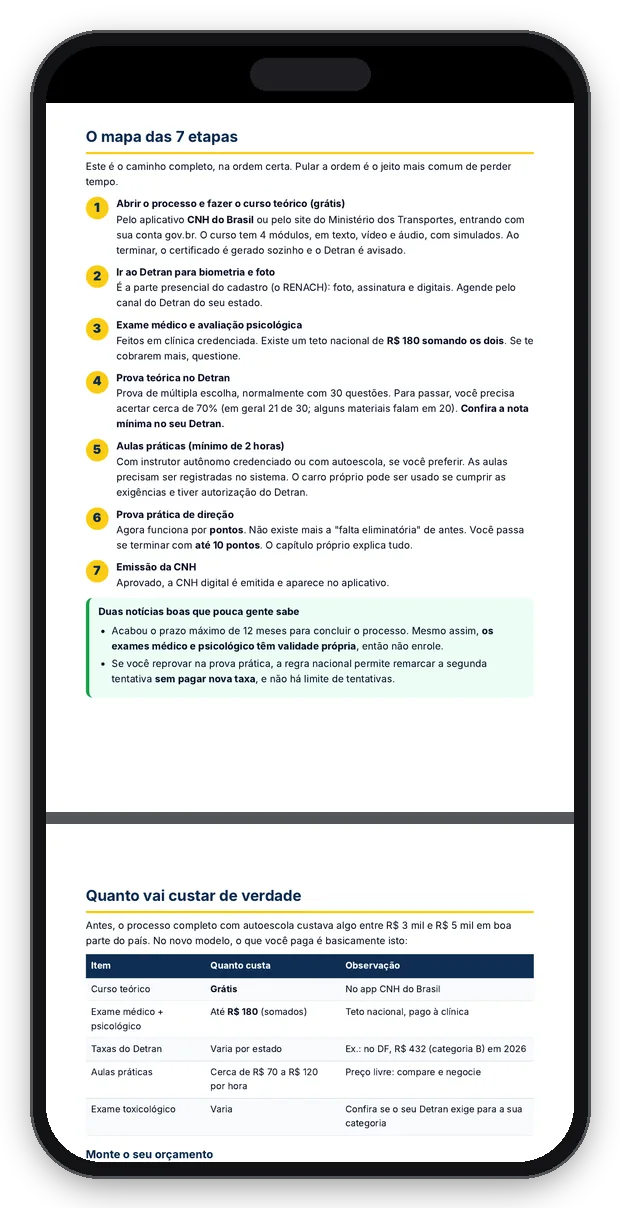 O mapa das 7 etapas
Este é o caminho completo, na ordem certa. Pular a ordem é o jeito mais comum de perder
tempo.
1
Abrir o processo e fazer o curso teórico (grátis)
Pelo aplicativo CNH do Brasil ou pelo site do Ministério dos Transportes, entrando com
sua conta gov.br. O curso tem 4 módulos, em texto, vídeo e áudio, com simulados. Ao
terminar, o certificado é gerado sozinho e o Detran é avisado.
2
Ir ao Detran para biometria e foto
É a parte presencial do cadastro (o RENACH): foto, assinatura e digitais. Agende pelo
canal do Detran do seu estado.
3
Exame médico e avaliação psicológica
Feitos em clínica credenciada. Existe um teto nacional de R$ 180 somando os dois. Se te
cobrarem mais, questione.
4
Prova teórica no Detran
Prova de múltipla escolha, normalmente com 30 questões. Para passar, você precisa
acertar cerca de 70% (em geral 21 de 30; alguns materiais falam em 20). Confira a nota
mínima no seu Detran.
5
Aulas práticas (mínimo de 2 horas)
Com instrutor autônomo credenciado ou com autoescola, se você preferir. As aulas
precisam ser registradas no sistema. O carro próprio pode ser usado se cumprir as
exigências e tiver autorização do Detran.
6
Prova prática de direção
Agora funciona por pontos. Não existe mais a "falta eliminatória" de antes. Você passa
se terminar com até 10 pontos. O capítulo próprio explica tudo.
7
Emissão da CNH
Aprovado, a CNH digital é emitida e aparece no aplicativo.
Duas notícias boas que pouca gente sabe
• Acabou o prazo máximo de 12 meses para concluir o processo. Mesmo assim, os
exames médico e psicológico têm validade própria, então não enrole.
• Se você reprovar na prova prática, a regra nacional permite remarcar a segunda
tentativa sem pagar nova taxa, e não há limite de tentativas.
Quanto vai custar de verdade
Antes, o processo completo com autoescola custava algo entre R$ 3 mil e R$ 5 mil em boa
parte do país. No novo modelo, o que você paga é basicamente isto:
Item Quanto custa Observação
Curso teórico Grátis No app CNH do Brasil
Exame médico + Até R$ 180 (somados) Teto nacional, pago à clínica
psicológico
Taxas do Detran Varia por estado Ex.: no DF, R$ 432 (categoria B) em 2026
Aulas práticas Cerca de R$ 70 a R$ 120 Preço livre: compare e negocie
por hora
Exame toxicológico Varia Confira se o seu Detran exige para a sua
categoria
Monte o seu orçamento